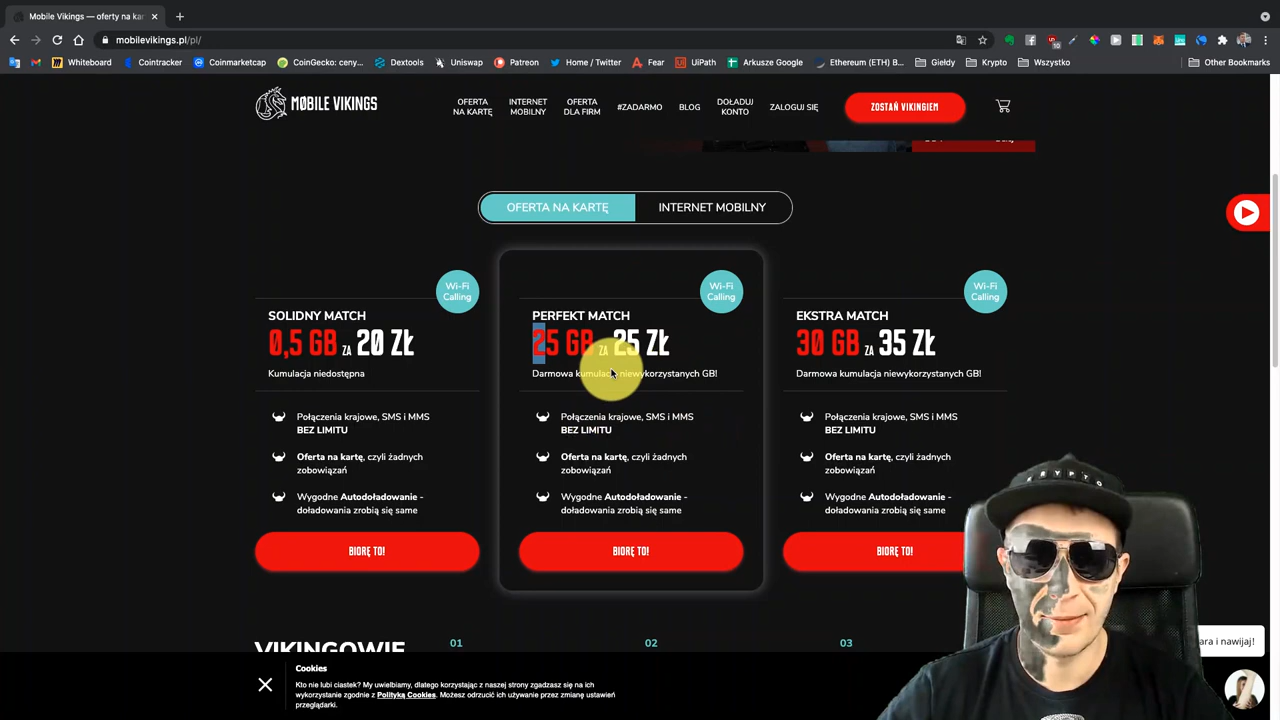 Mobile Vikings — oferty na kar
mobilevikings.pl/pl/
Whiteboard Cointracker Coinmarketcap CoinGecko: ceny... Dextools Uniswap Patreon Home / Twitter Fear UiPath Arkusze Google Ethereum (ETH) B... Giełdy Krypto Wszystko Other Bookmarks
MØBILE VIKINGS
OFERTA NA KARTĘ
INTERNET MOBILNY
OFERTA DLA FIRM
#ZADARMO
BLOG
DOŁADUJ KONTO
ZALOGUJ SIĘ
ZOSTAŃ VIKINGIEM
OFERTA NA KARTĘ
INTERNET MOBILNY
Wi-Fi
Calling
SOLIDNY MATCH
0,5 GB ZA 20 ZŁ
Kumulacja niedostępna
Połączenia krajowe, SMS i MMS
BEZ LIMITU
Oferta na kartę, czyli żadnych
zobowiązań
Wygodne Autodoładowanie -
doładowania zrobią się same
BIORĘ TO!
Wi-Fi
Calling
PERFEKT MATCH
25 GB ZA 25 ZŁ
Darmowa kumulacja niewykorzystanych GB!
Połączenia krajowe, SMS i MMS
BEZ LIMITU
Oferta na kartę, czyli żadnych
zobowiązań
Wygodne Autodoładowanie -
doładowania zrobią się same
BIORĘ TO!
Wi-Fi
Calling
EKSTRA MATCH
30 GB ZA 35 ZŁ
Darmowa kumulacja niewykorzystanych GB!
Połączenia krajowe, SMS i MMS
BEZ LIMITU
Oferta na kartę, czyli żadnych
zobowiązań
Wygodne Autodoładowanie -
doładowania zrobią się same
BIORĘ TO!
VIKINGOWIE
01
02
03
Cookies
Kto nie lubi ciastek? My uwielbiamy, dlatego korzystając z naszej strony zgadzasz się na ich
wykorzystanie zgodnie z Polityką Cookies. Możesz odrzucić ich używanie przez zmianę ustawień
przeglądarki.
ara i nawijaj!
KRYPTO